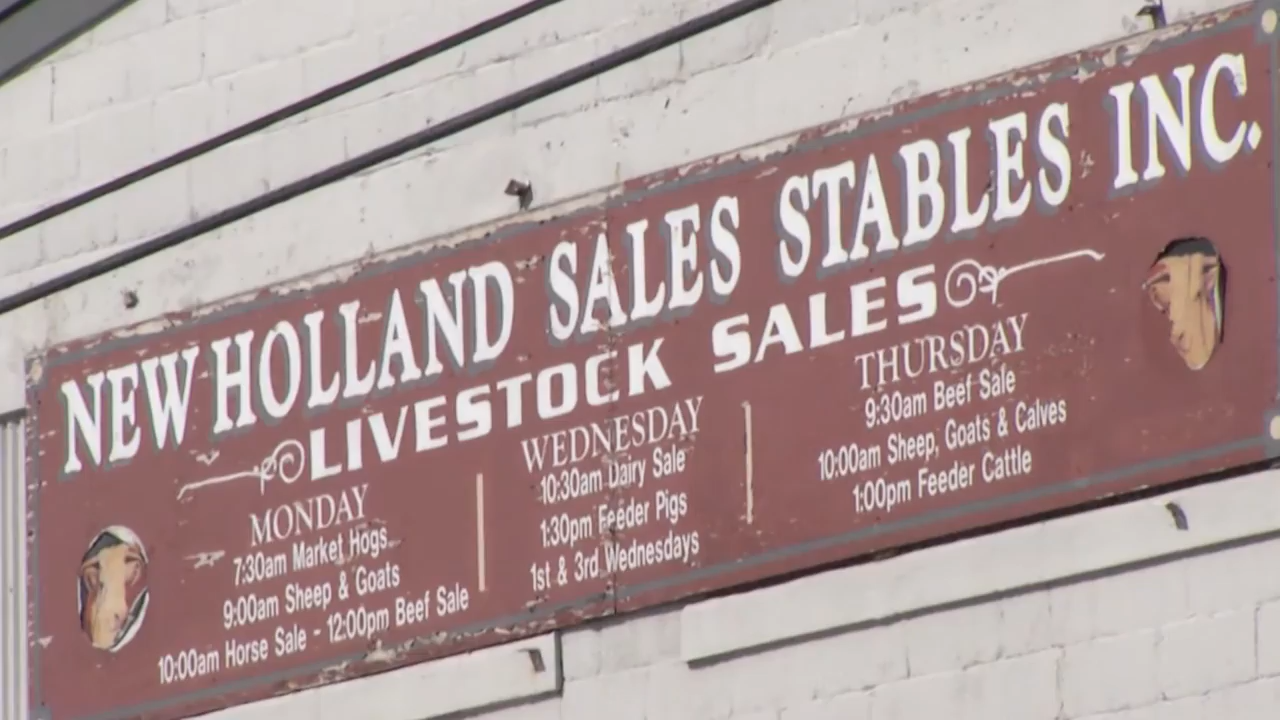 NEW HOLLAND SALES STABLES INC.
LIVESTOCK SALES
MONDAY
7:30am Market Hogs
9:00am Sheep & Goats
10:00am Horse Sale - 12:00pm Beef Sale
WEDNESDAY
10:30am Dairy Sale
1:30pm Feeder Pigs
1st & 3rd Wednesdays
THURSDAY
9:30am Beef Sale
10:00am Sheep, Goats & Calves
1:00pm Feeder Cattle